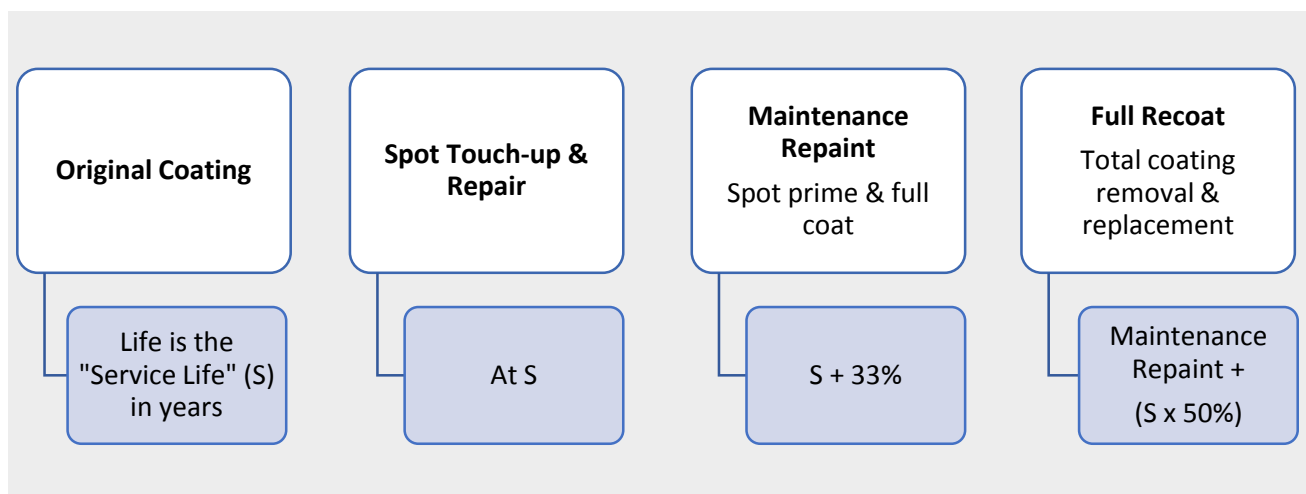 Original Coating
Life is the
"Service Life" (S)
in years
Spot Touch-up &
Repair
At S
Maintenance
Repaint
Spot prime & full
coat
S + 33%
Full Recoat
Total coating
removal &
replacement
Maintenance
Repaint +
(S x 50%)